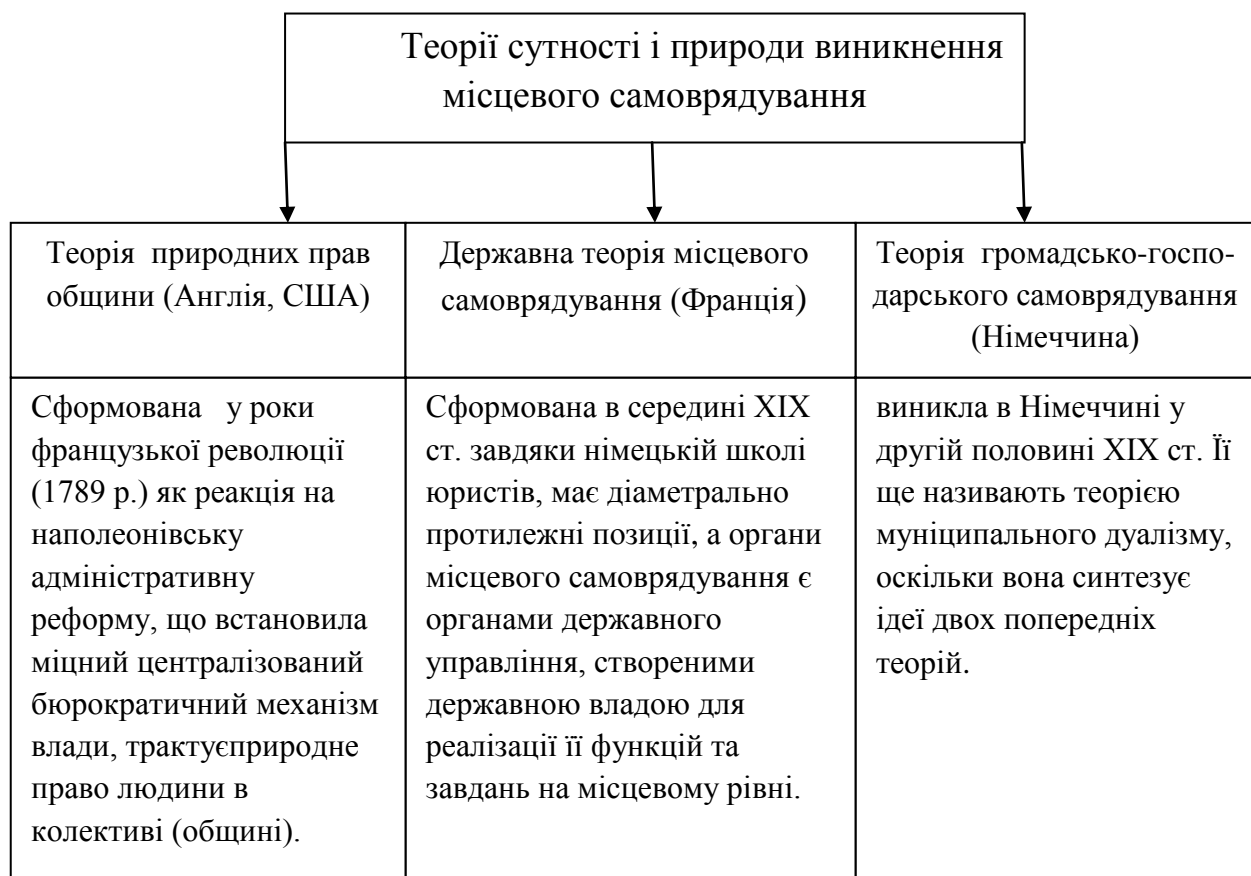 Теорії сутності і природи виникнення
місцевого самоврядування
Теорія природних прав
общини (Англія, США)
Державна теорія місцевого
самоврядування (Франція)
Теорія громадсько-госпо-
дарського самоврядування
(Німеччина)
Сформована у роки
французької революції
(1789 р.) як реакція на
наполеонівську
адміністративну
реформу, що встановила
міцний централізований
бюрократичний механізм
влади, трактуєприродне
право людини в
колективі (общині).
Сформована в середині XIX
ст. завдяки німецькій школі
юристів, має діаметрально
протилежні позиції, а органи
місцевого самоврядування є
органами державного
управління, створеними
державною владою для
реалізації її функцій та
завдань на місцевому рівні.
виникла в Німеччині у
другій половині XIX ст. Її
ще називають теорією
муніципального дуалізму,
оскільки вона синтезує
ідеї двох попередніх
теорій.